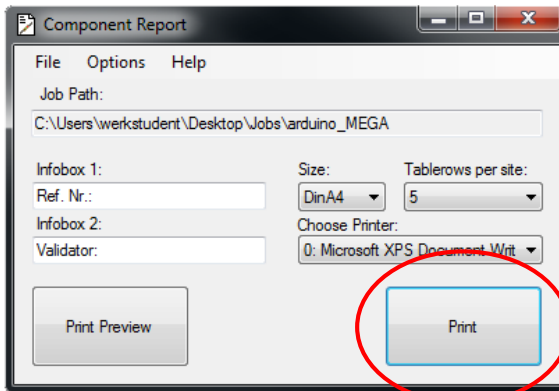 Component Report
File Options Help
Job Path:
C:\Users\werkstudent\Desktop\Jobs\arduino_MEGA
Infobox 1:
Size: Tablerows per site:
Ref. Nr.:
DinA4 5
Infobox 2:
Choose Printer:
Validator:
0: Microsoft XPS Document Writ
Print Preview
Print